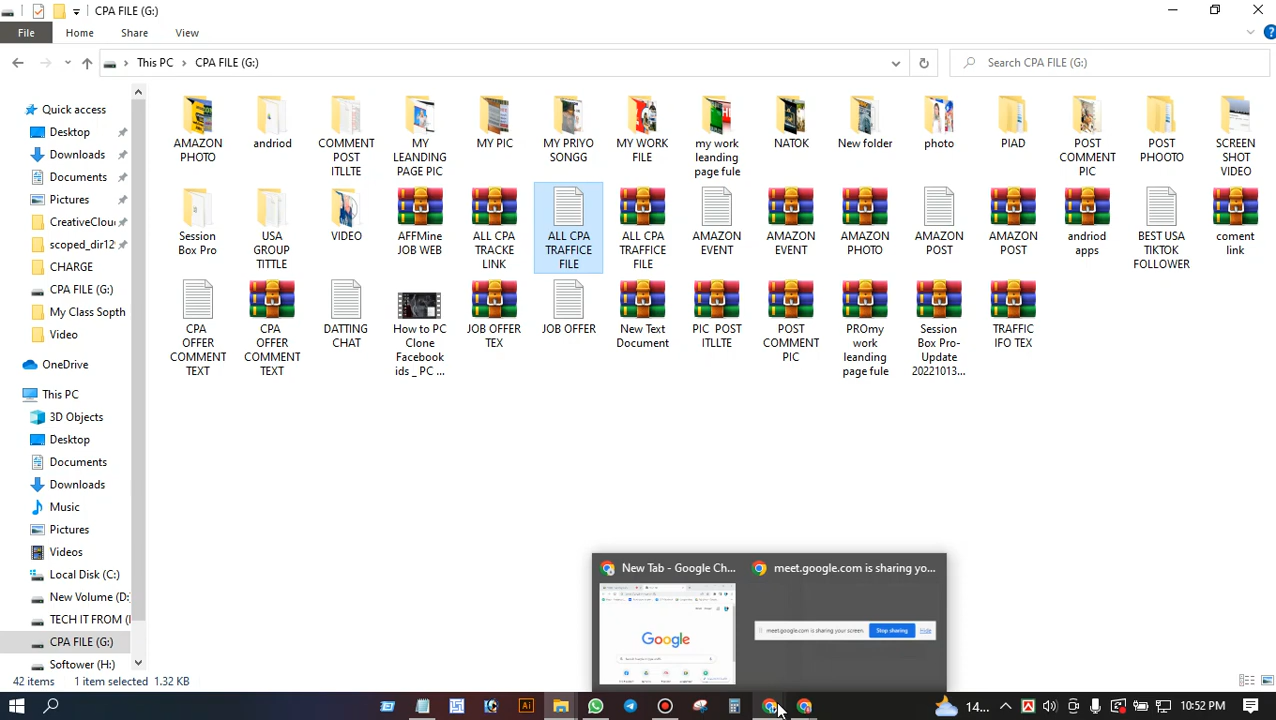 CPA FILE (G:)
File Home Share View
This PC CPA FILE (G:)
Search CPA FILE (G:)
Quick access
Desktop
Downloads
Documents
Pictures
CreativeClou
scoped_dir12
CHARGE
CPA FILE (G:)
My Class Sopth
Video
OneDrive
This PC
3D Objects
Desktop
Documents
Downloads
Music
Pictures
Videos
Local Disk (C:)
New Volume (D:
TECH IT FROM (I
CPA FILE (G:)
Softower (H:)
AMAZON PHOTO
andriod
COMMENT POST ITLLTE
MY LEANDING PAGE PIC
MY PIC
MY PRIYO SONGG
MY WORK FILE
my work leanding page fule
NATOK
New folder
photo
PIAD
POST COMMENT PIC
POST PHOOTO
SCREEN SHOT VIDEO
Session Box Pro
USA GROUP TITTLE
VIDEO
AFFMine JOB WEB
ALL CPA TRACKE LINK
ALL CPA TRAFFICE FILE
ALL CPA TRAFFICE FILE
AMAZON EVENT
AMAZON EVENT
AMAZON PHOTO
AMAZON POST
AMAZON POST
andriod apps
BEST USA TIKTOK FOLLOWER
coment link
CPA OFFER COMMENT TEXT
CPA OFFER COMMENT TEXT
DATTING CHAT
How to PC Clone Facebook ids _ PC ...
JOB OFFER TEX
JOB OFFER
New Text Document
PIC POST ITLLTE
POST COMMENT PIC
PROmy work leanding page fule
Session Box Pro-Update 20221013...
TRAFFIC IFO TEX
New Tab - Google Ch...
meet.google.com is sharing yo...
Google
meet.google.com is sharing your screen. Stop sharing Hide
42 items 1 item selected 1.32 KB
Ai
14...
10:52 PM